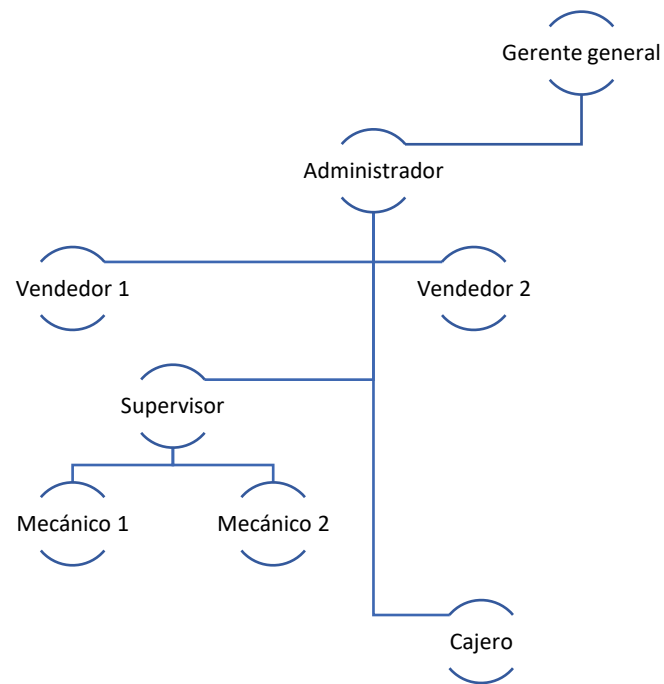 Gerente general
Administrador
Vendedor 1
Vendedor 2
Supervisor
Mecánico 1
Mecánico 2
Cajero